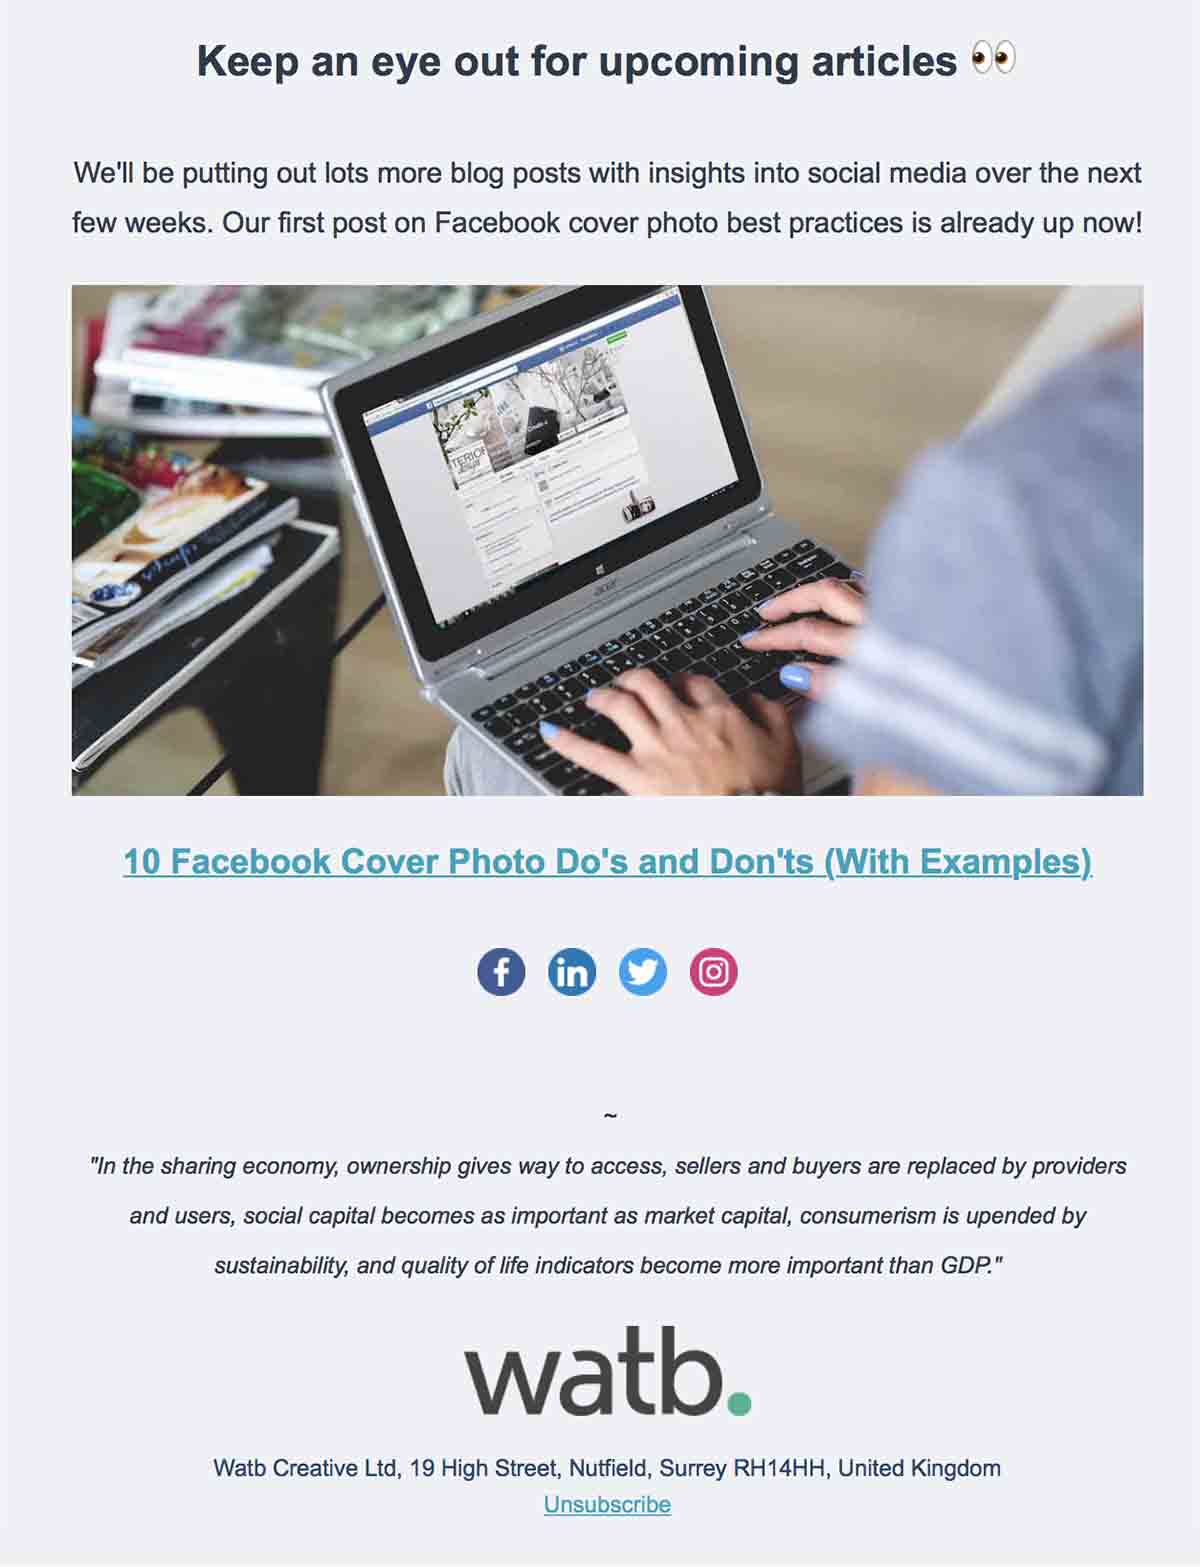 Keep an eye out for upcoming articles 👀
We'll be putting out lots more blog posts with insights into social media over the next
few weeks. Our first post on Facebook cover photo best practices is already up now!
TERIOR
acer
10 Facebook Cover Photo Do's and Don'ts (With Examples)
~
"In the sharing economy, ownership gives way to access, sellers and buyers are replaced by providers
and users, social capital becomes as important as market capital, consumerism is upended by
sustainability, and quality of life indicators become more important than GDP."
watb.
Watb Creative Ltd, 19 High Street, Nutfield, Surrey RH14HH, United Kingdom
Unsubscribe